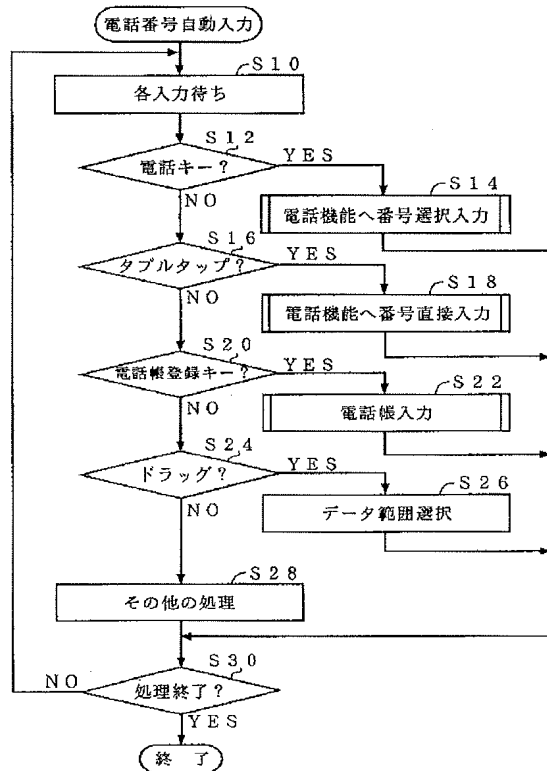 電話番号自動入力
S10
各入力待ち
S12
電話キー?
YES
NO
S14
電話機能へ番号選択入力
S16
タブルタップ?
YES
NO
S18
電話機能へ番号直接入力
S20
電話帳登録キー?
YES
NO
S22
電話帳入力
S24
ドラッグ?
YES
NO
S26
データ範囲選択
S28
その他の処理
S30
処理終了?
NO
YES
終 了